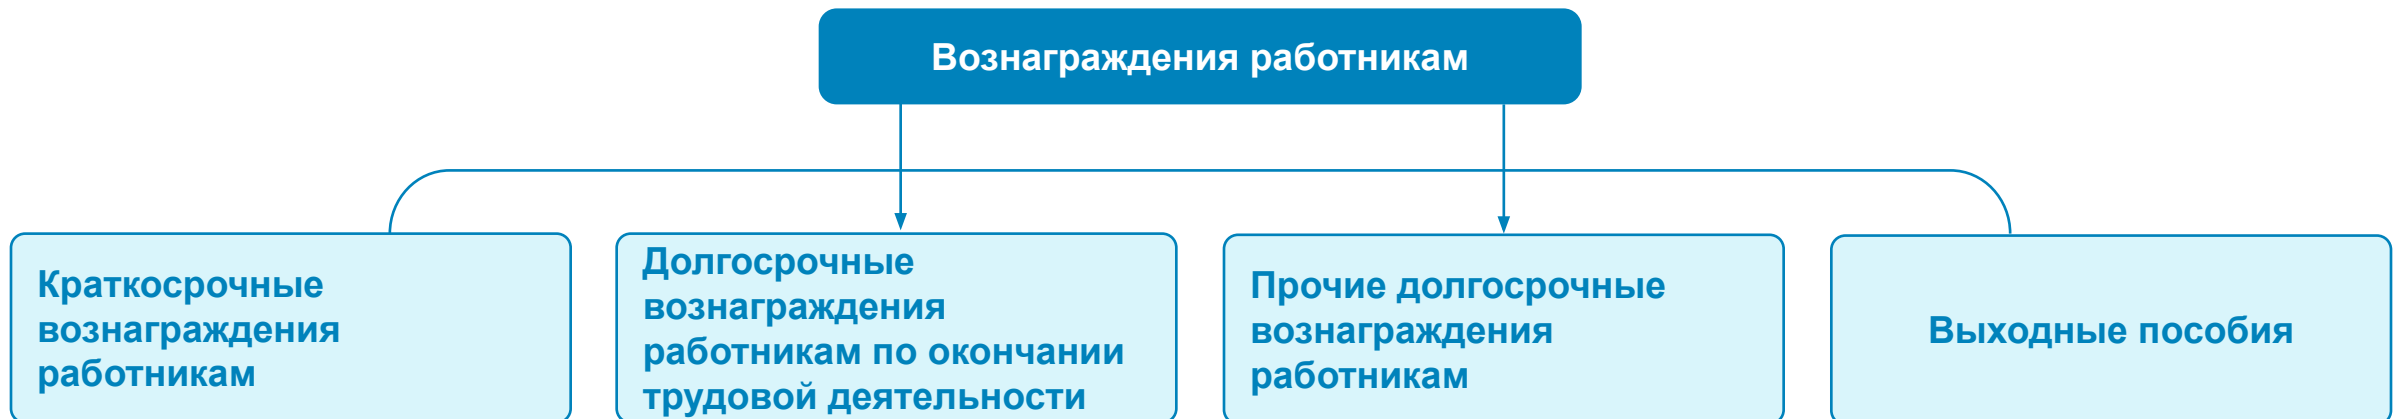 Вознаграждения работникам
Краткосрочные
вознаграждения
работникам
Долгосрочные
вознаграждения
работникам по окончании
трудовой деятельности
Прочие долгосрочные
вознаграждения
работникам
Выходные пособия